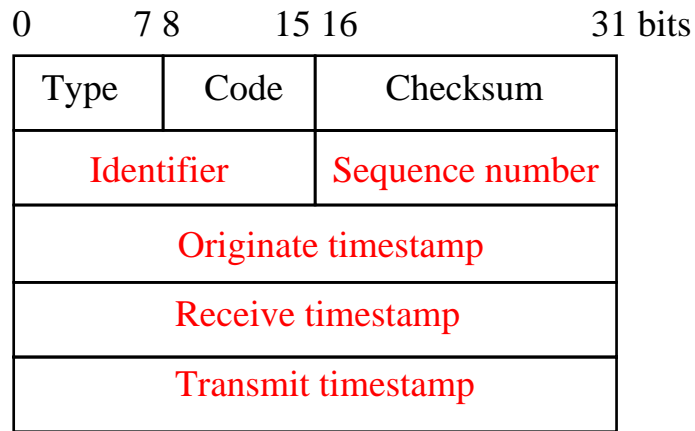 0 7 8 15 16 31 bits
Type Code Checksum
Identifier Sequence number
Originate timestamp
Receive timestamp
Transmit timestamp